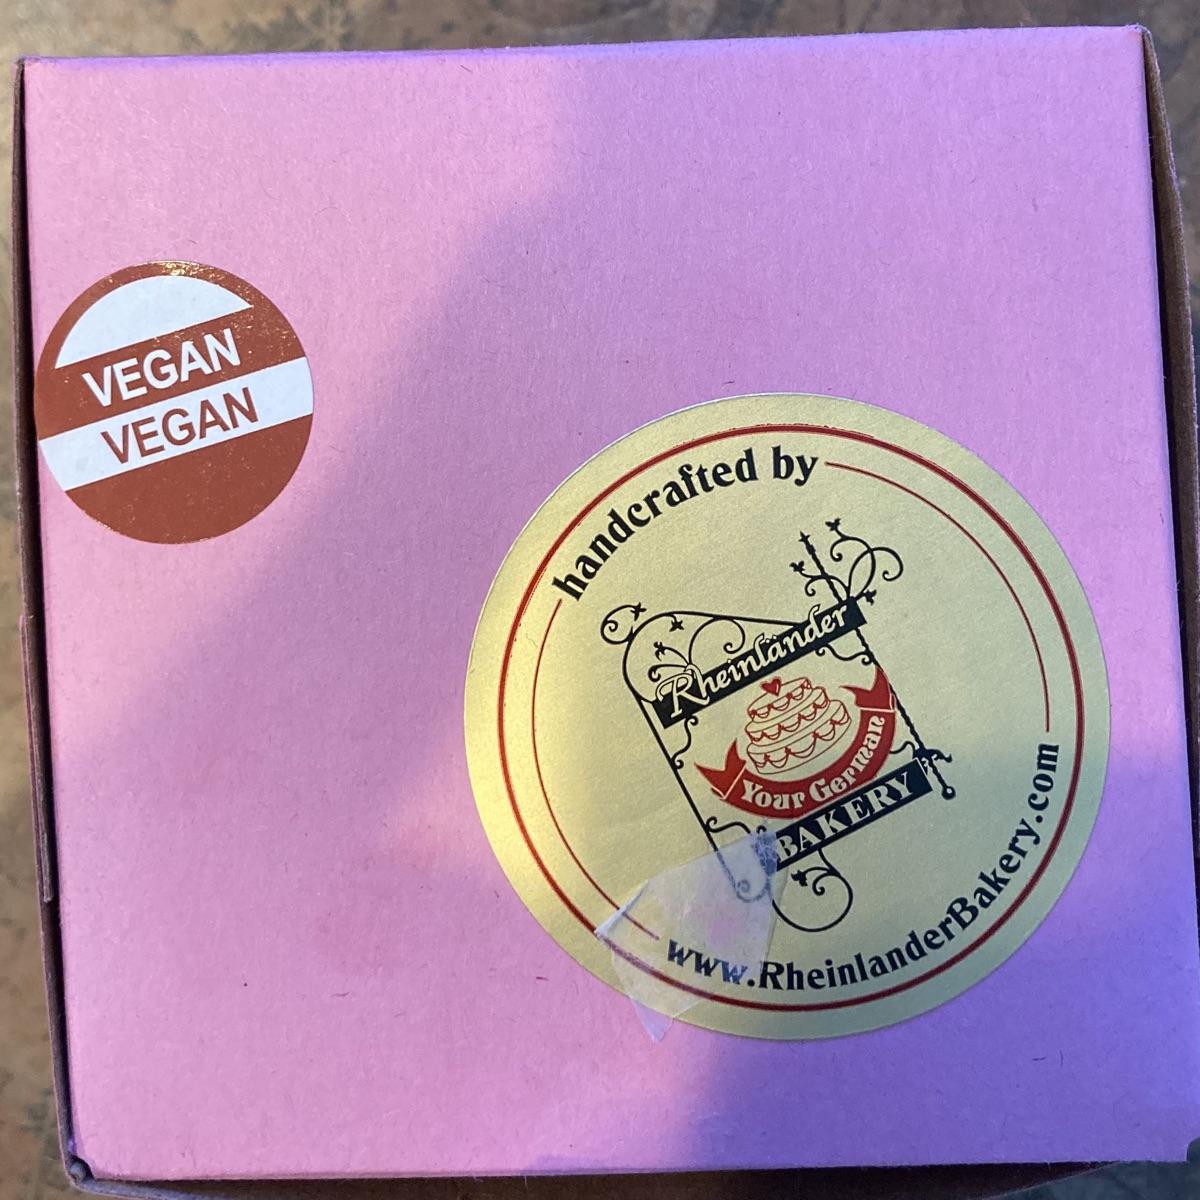 VEGAN
VEGAN
handcrafted by
Rheinländer
Your German
BAKERY
www.RheinlanderBakery.com